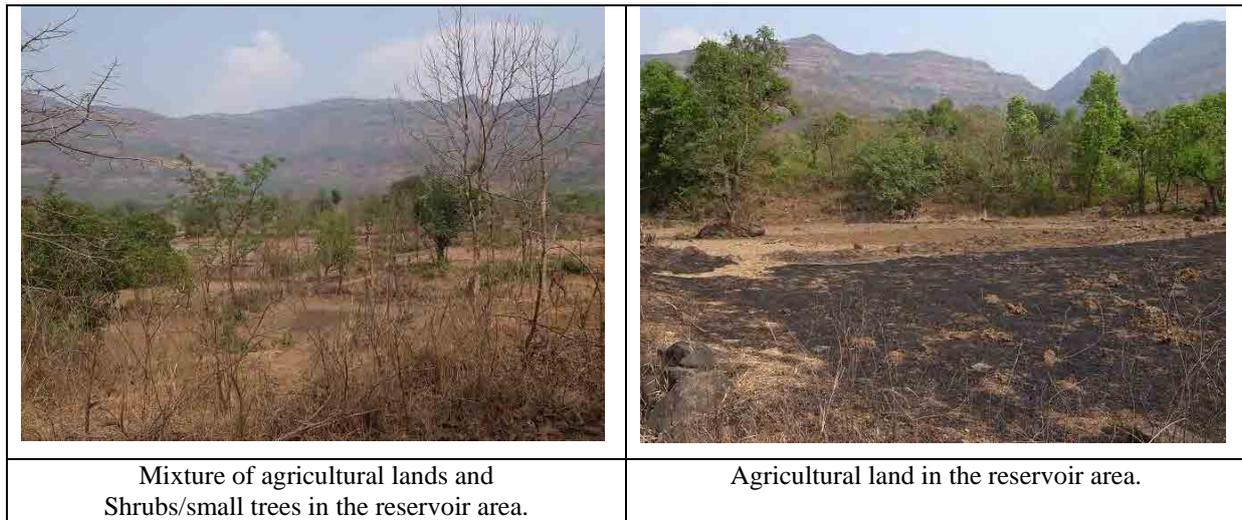 Mixture of agricultural lands and
Shrubs/small trees in the reservoir area.
Agricultural land in the reservoir area.